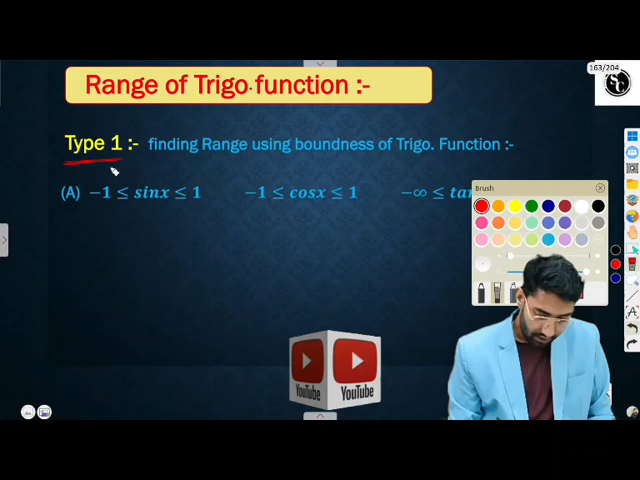 163/204
Range of Trigo.function :-
Type 1 :- finding Range using boundness of Trigo. Function :-
(A) −1 ≤ sinx ≤ 1 −1 ≤ cosx ≤ 1 −∞ ≤ tan
Brush
YouTube YouTube